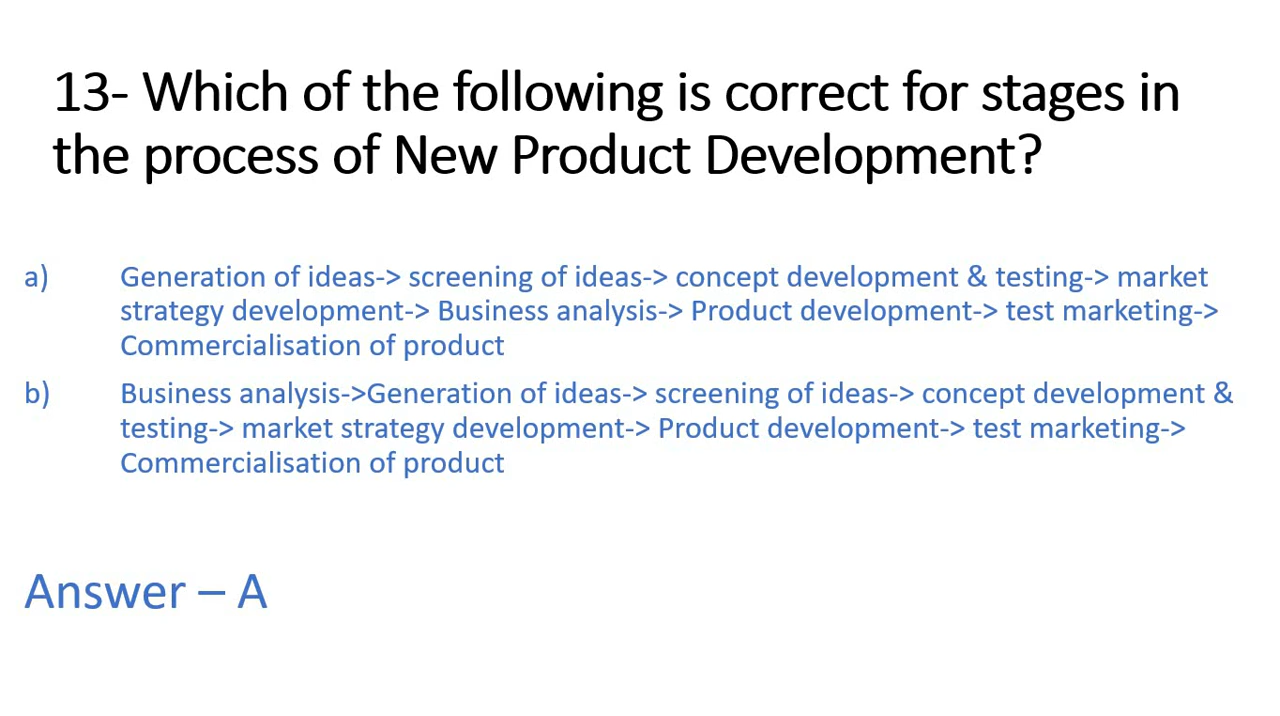 13- Which of the following is correct for stages in
the process of New Product Development?
a) Generation of ideas-> screening of ideas-> concept development & testing-> market
strategy development-> Business analysis-> Product development-> test marketing->
Commercialisation of product
b) Business analysis->Generation of ideas-> screening of ideas-> concept development &
testing-> market strategy development-> Product development-> test marketing->
Commercialisation of product
Answer – A